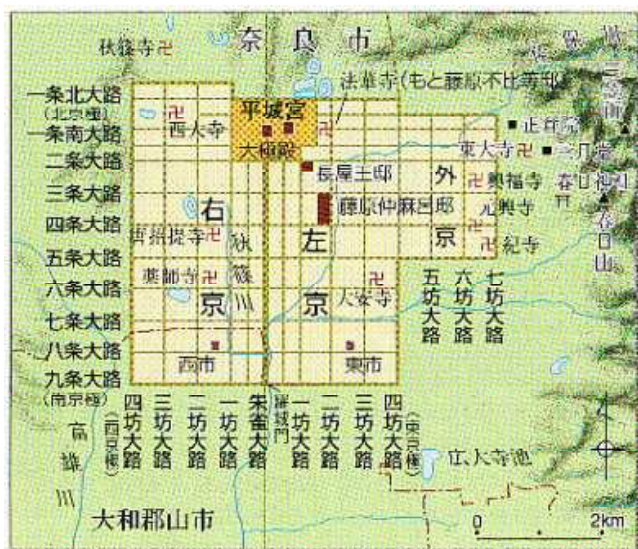 奈良市
秋篠寺
法華寺(もと藤原不比等邸)
一条北大路
(北京極)
一条南大路
二条大路
三条大路
四条大路
五条大路
六条大路
七条大路
八条大路
九条大路
(南京極)
平城宮
大極殿
西大寺
長屋王邸
藤原仲麻呂邸
正倉院
東大寺
二月堂
興福寺
元興寺
紀寺
春日神社
春日山
三笠山
外京
右京
左京
唐招提寺
薬師寺
秋篠川
大安寺
西市
東市
五坊大路
六坊大路
七坊大路
四坊大路
(西京極)
三坊大路
二坊大路
一坊大路
朱雀大路
羅城門
一坊大路
二坊大路
三坊大路
四坊大路
(東京極)
広大寺池
大和郡山市
0
2km